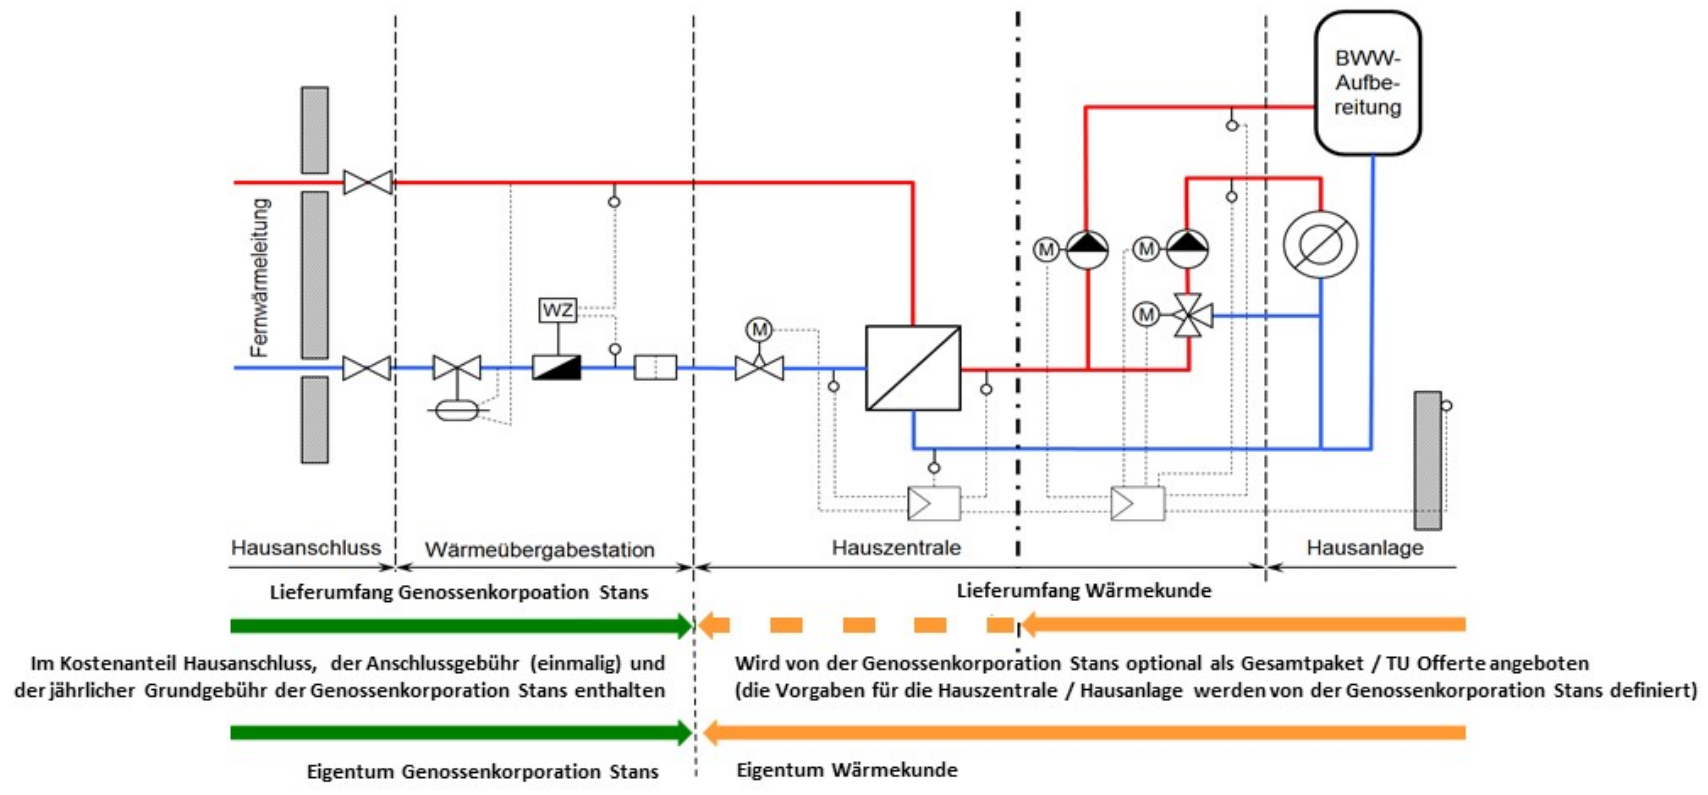 BWW-
Aufbe-
reitung
Fernwärmeleitung
M
M
WZ
M
M
Hausanschluss
Wärmeübergabestation
Hauszentrale
Hausanlage
Lieferumfang Genossenkorpoation Stans
Lieferumfang Wärmekunde
Im Kostenanteil Hausanschluss, der Anschlussgebühr (einmalig) und
der jährlicher Grundgebühr der Genossenkorporation Stans enthalten
Wird von der Genossenkorporation Stans optional als Gesamtpaket / TU Offerte angeboten
(die Vorgaben für die Hauszentrale / Hausanlage werden von der Genossenkorporation Stans definiert)
Eigentum Genossenkorporation Stans
Eigentum Wärmekunde